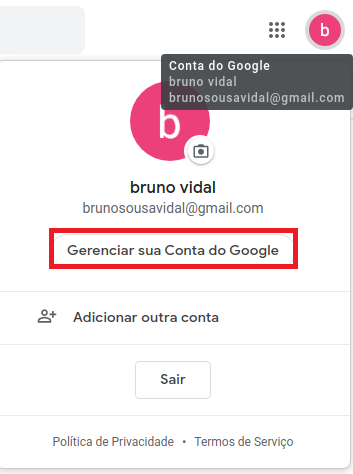 b
Conta do Google
bruno vidal
brunosousavidal@gmail.com
b
bruno vidal
brunosousavidal@gmail.com
Gerenciar sua Conta do Google
Adicionar outra conta
Sair
Política de Privacidade • Termos de Serviço